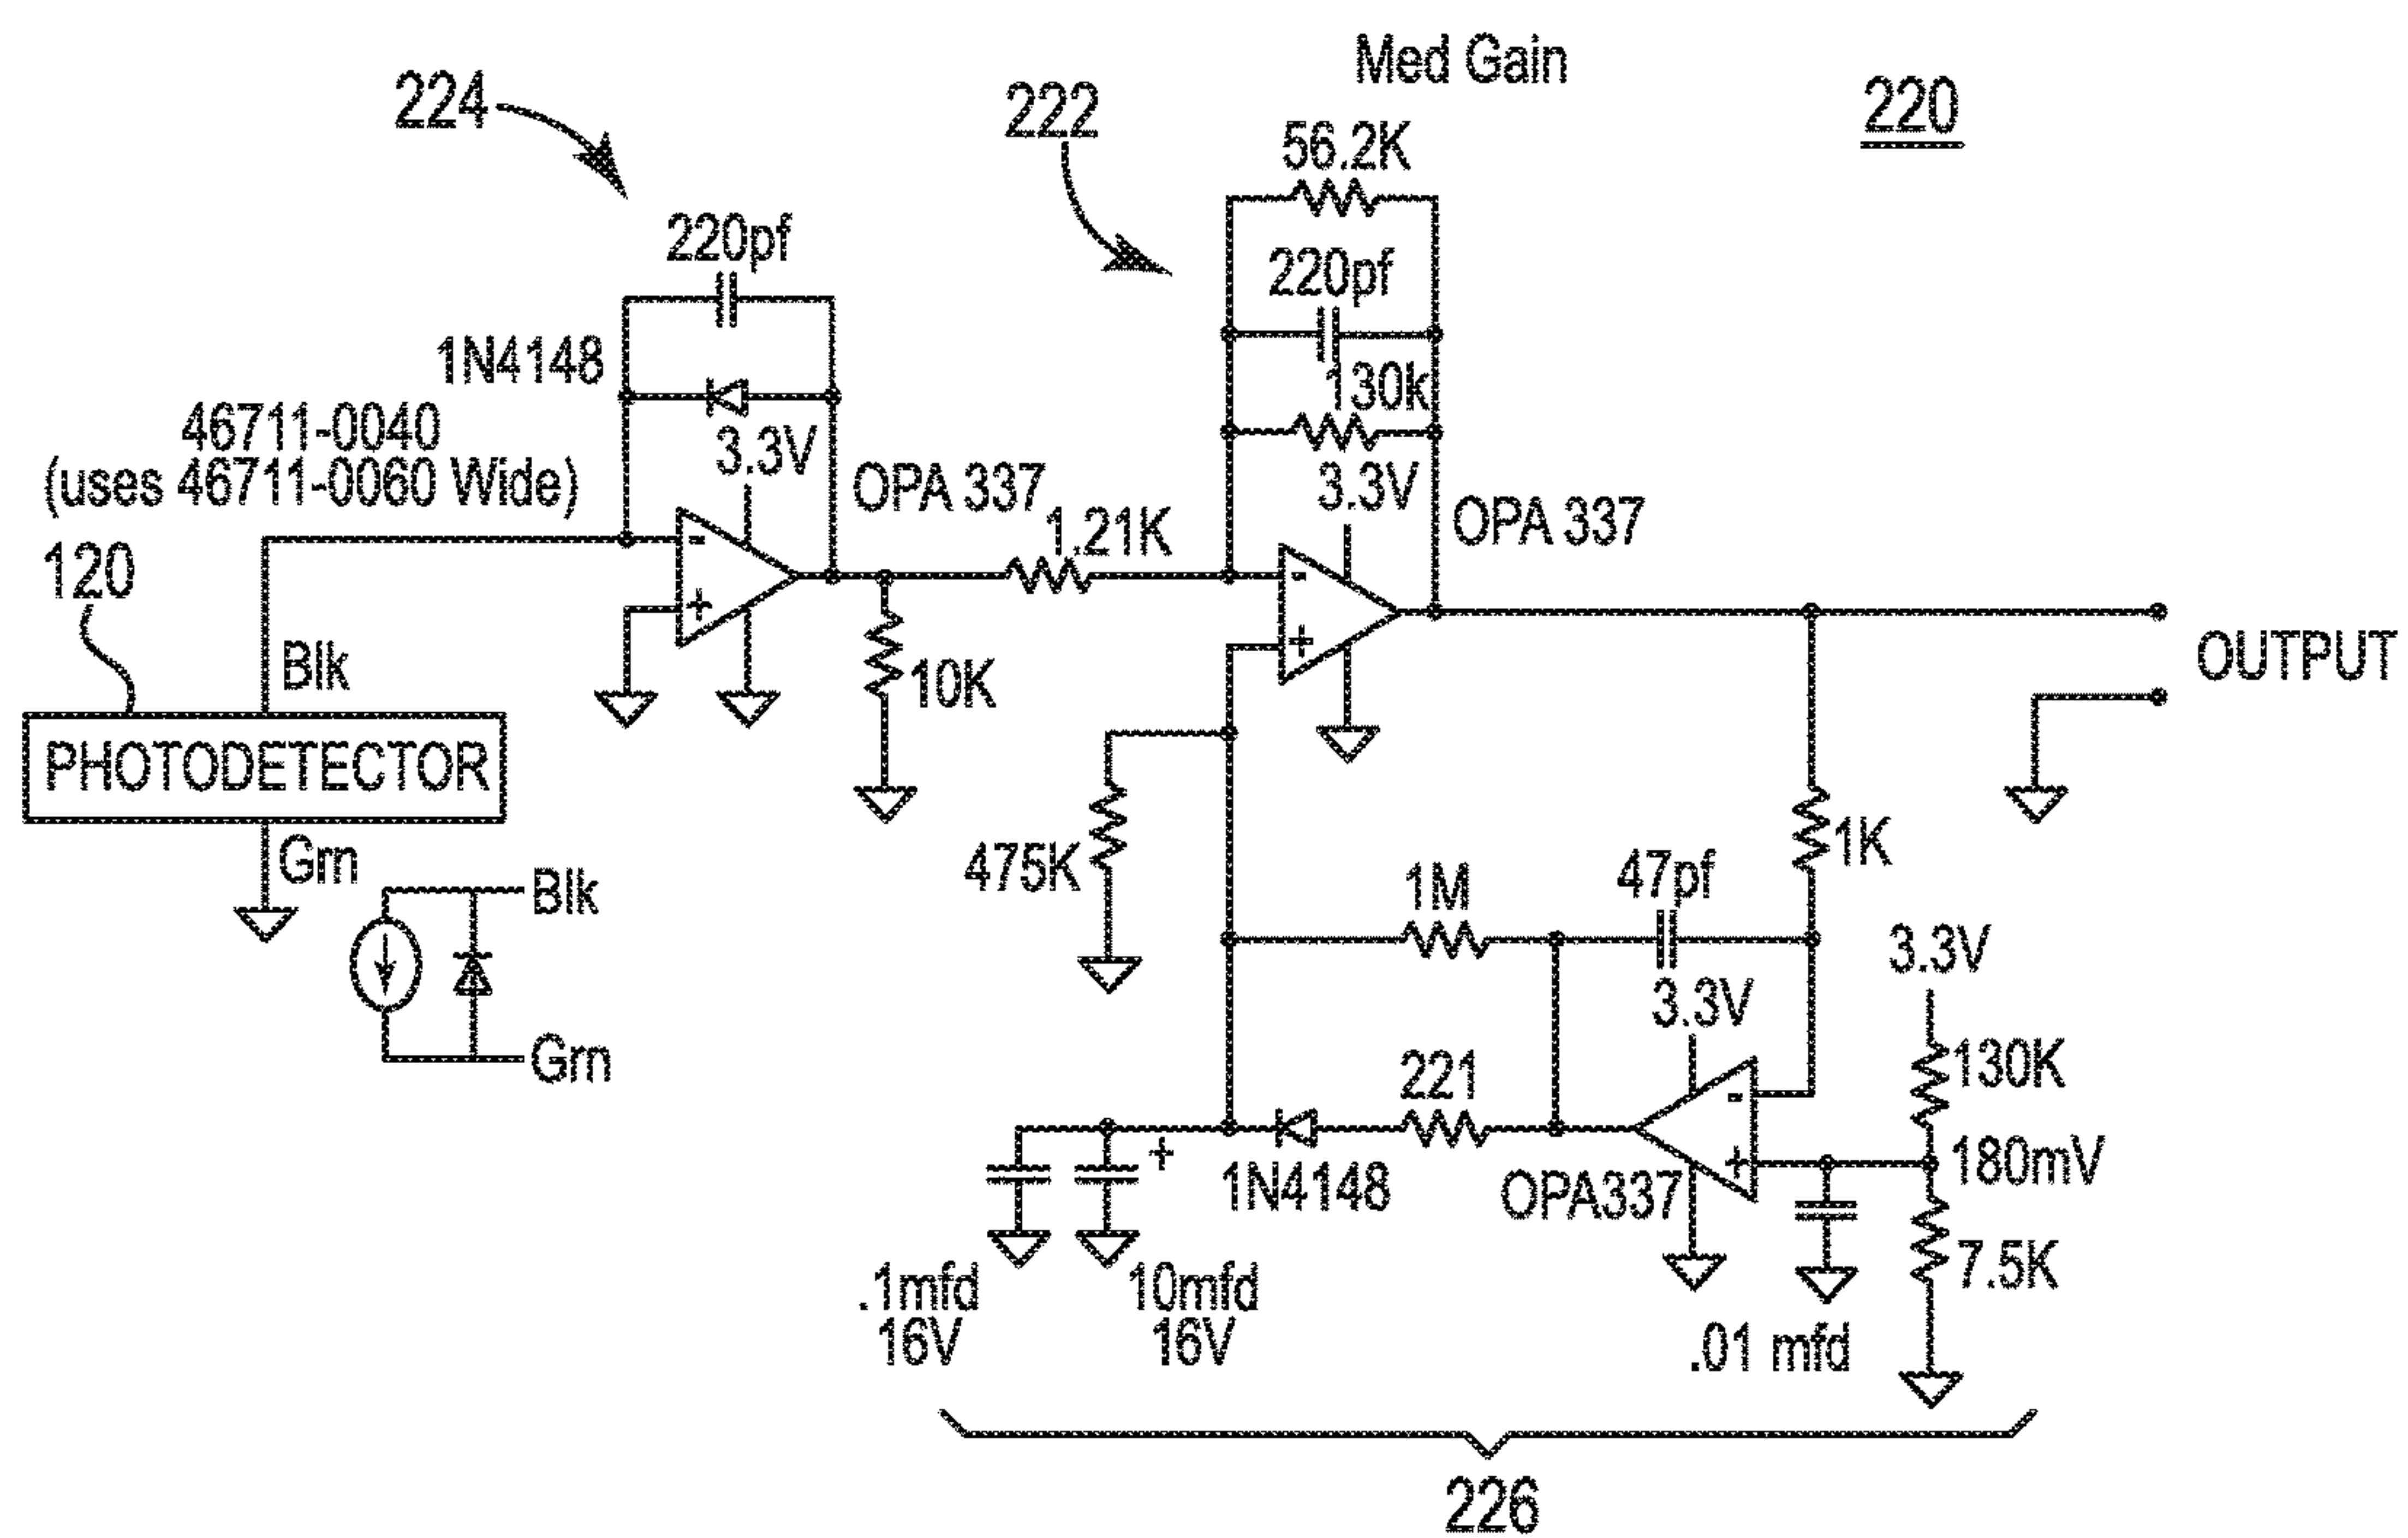 Med Gain
224
222
220
56.2K
220pf
220pf
1N4148
130k
46711-0040
(uses 46711-0060 Wide)
3.3V
OPA 337
3.3V
OPA 337
1.21K
120
-
+
-
+
Blk
10K
OUTPUT
PHOTODETECTOR
Grn
475K
1K
1M
47pf
Blk
3.3V
3.3V
Grn
221
130K
-
+
+
180mV
1N4148
OPA337
7.5K
.1mfd
16V
10mfd
16V
.01 mfd
226